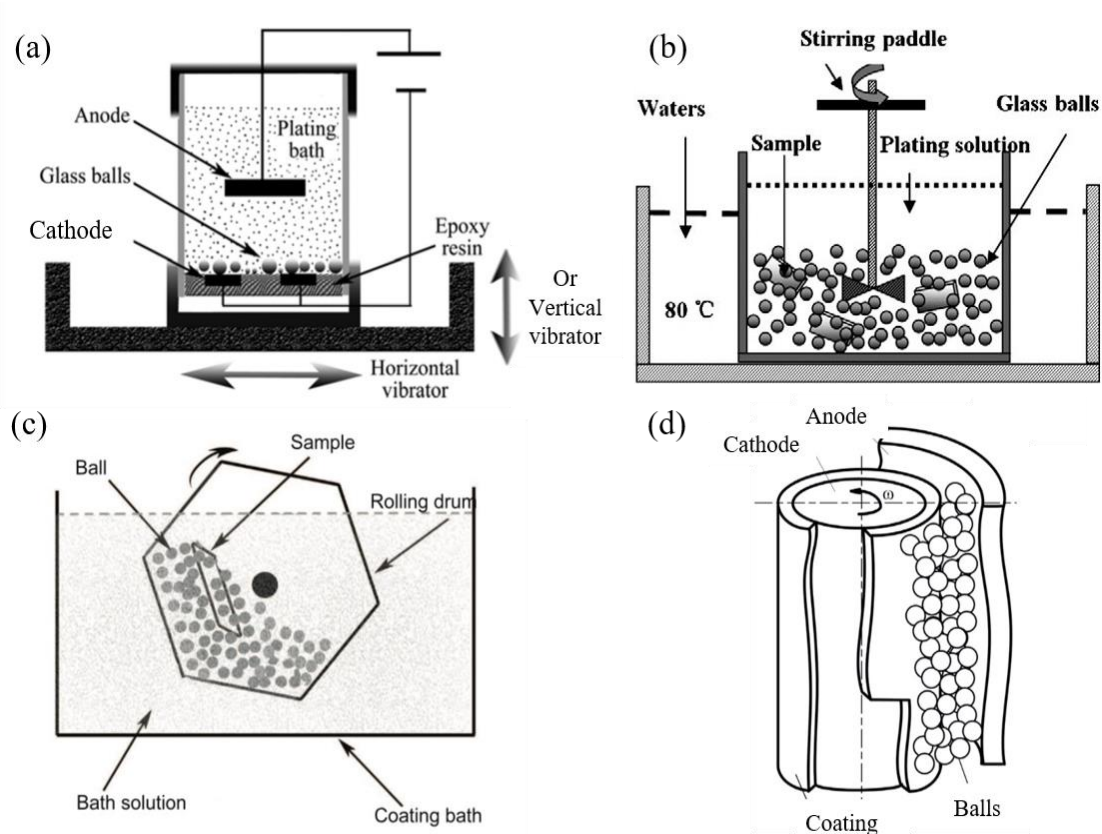 (a)
Anode
Plating
bath
Glass balls
Cathode
Epoxy
resin
Or
Vertical
vibrator
Horizontal
vibrator
(b)
Stirring paddle
Waters
Glass balls
Sample
Plating solution
80 ℃
(c)
Sample
Ball
Rolling drum
Bath solution
Coating bath
(d)
Anode
Cathode
ω
Balls
Coating